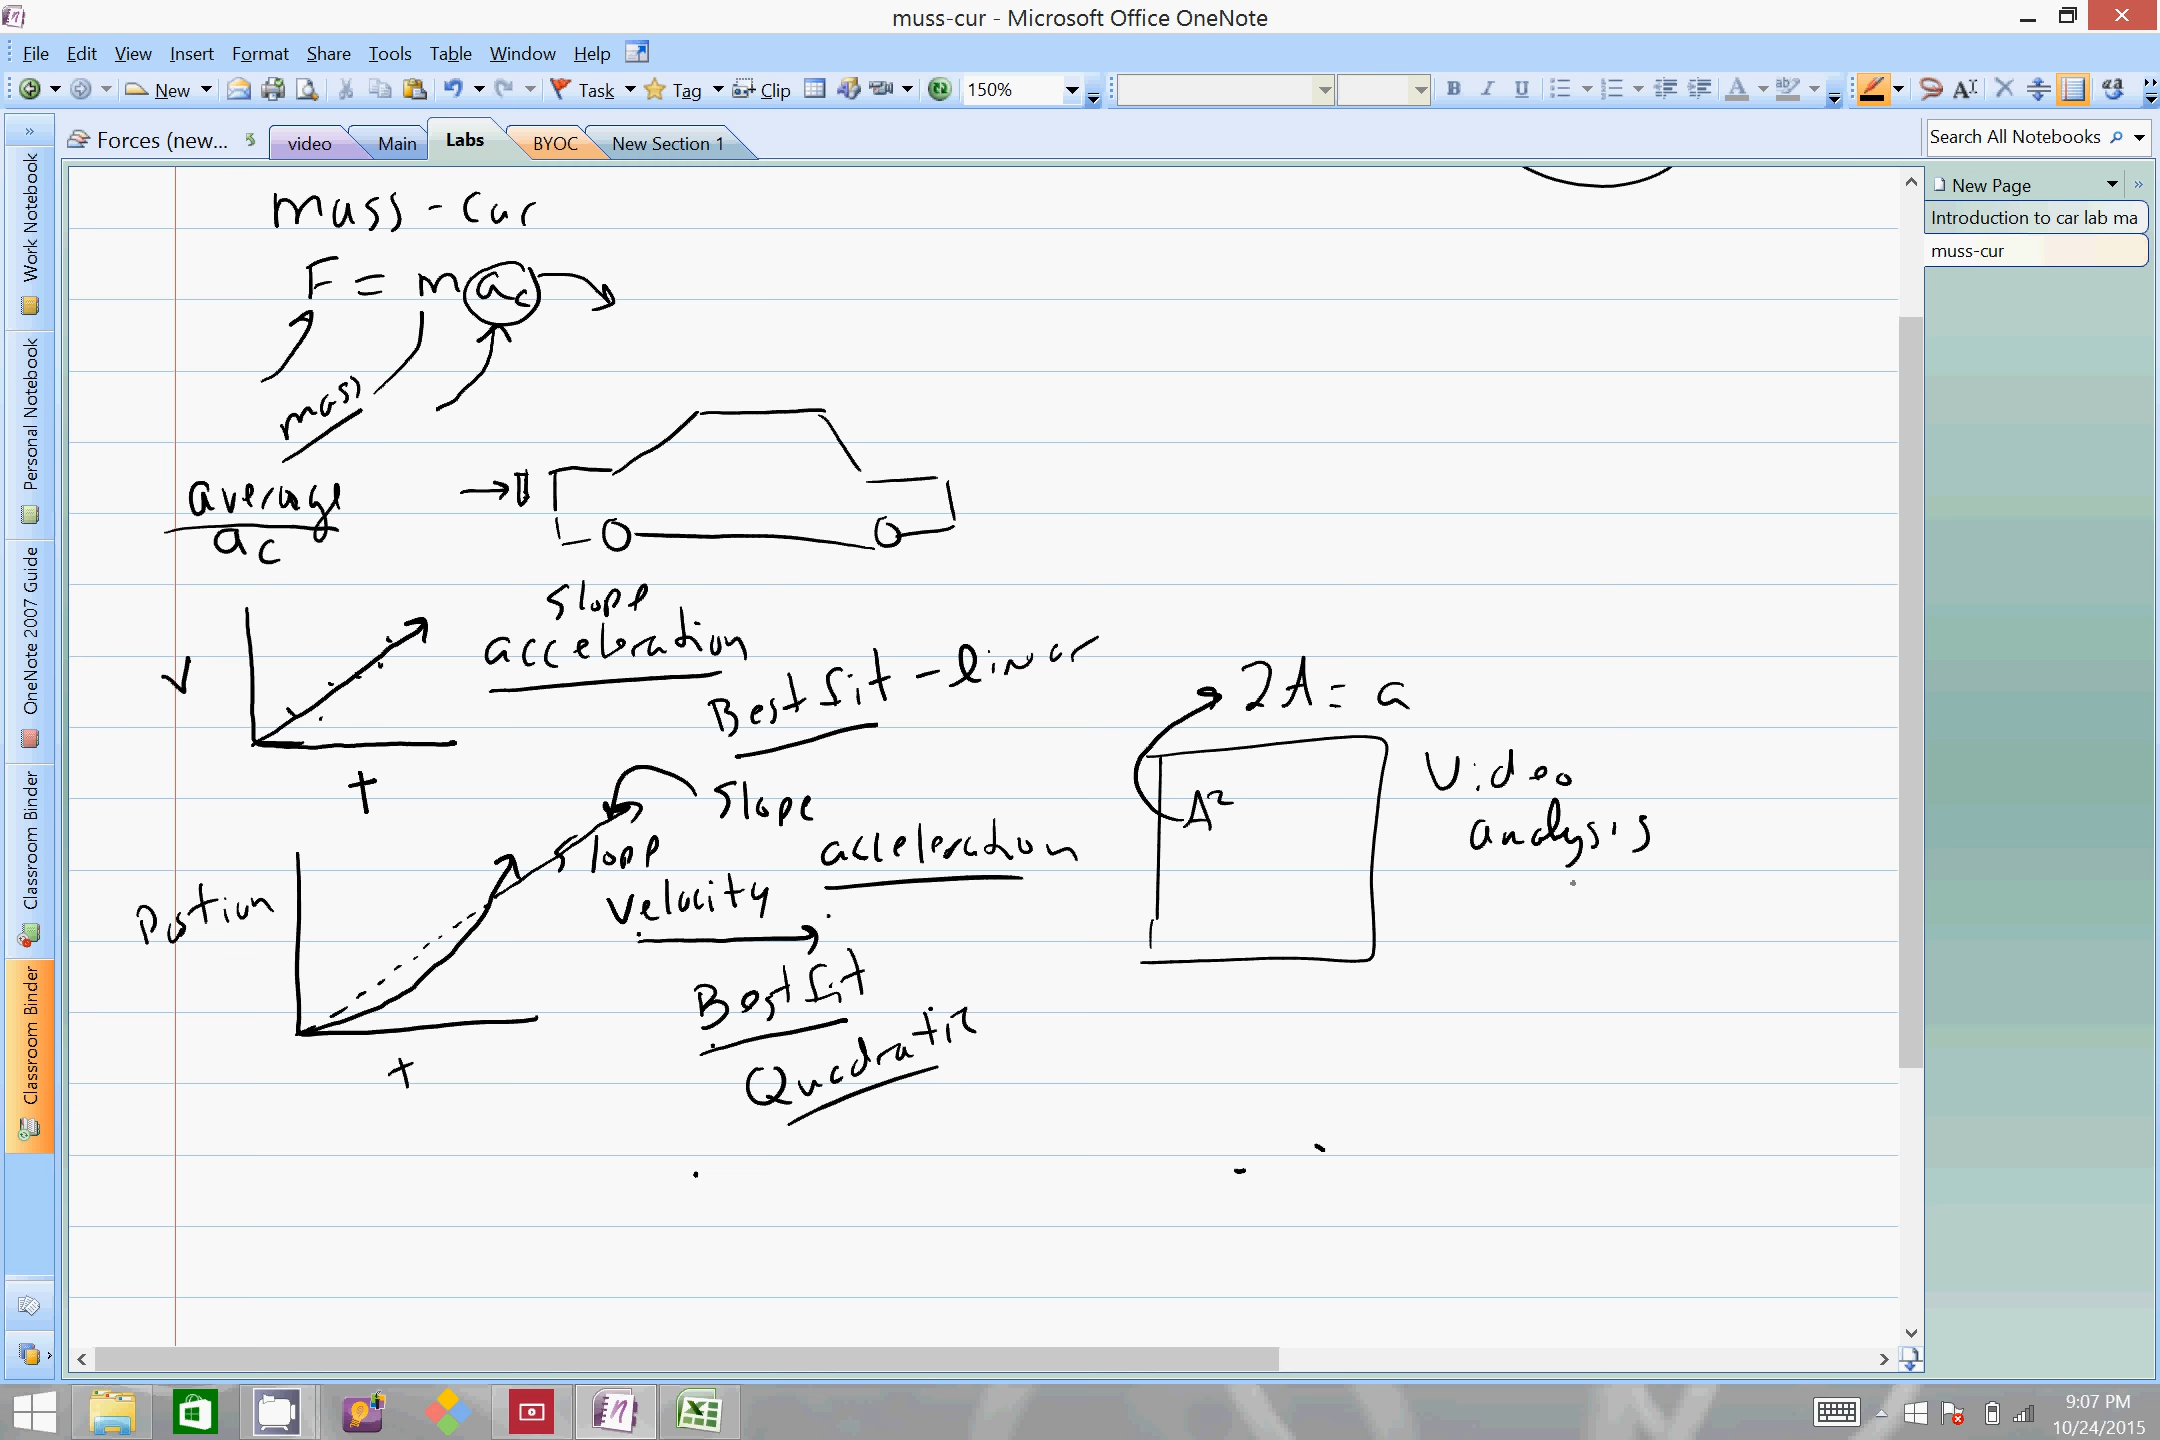 muss-cur - Microsoft Office OneNote
File Edit View Insert Format Share Tools Table Window Help
New Task Tag Clip 150% B I U
Forces (new... video Main Labs BYOC New Section 1
Search All Notebooks
New Page
Introduction to car lab ma
muss-cur
Work Notebook
Personal Notebook
OneNote 2007 Guide
Classroom Binder
Classroom Binder
mass - car
F = mac
mass
average
ac
slope
acceleration
Best fit - linear
V
t
2A = a
A²
Video
analysis
slope
slope
velocity
acceleration
Postion
t
Best fit
Quadratic
9:07 PM
10/24/2015